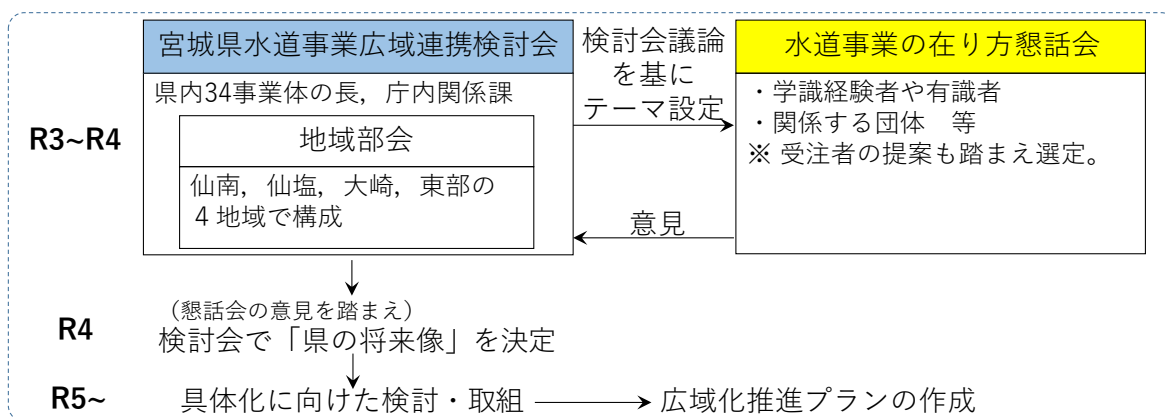 宮城県水道事業広域連携検討会
県内34事業体の長，庁内関係課
地域部会
仙南，仙塩，大崎，東部の
４地域で構成
検討会議論
を基に
テーマ設定
意見
水道事業の在り方懇話会
・学識経験者や有識者
・関係する団体　等
※ 受注者の提案も踏まえ選定。
R3~R4
（懇話会の意見を踏まえ）
R4
検討会で「県の将来像」を決定
R5~
具体化に向けた検討・取組
広域化推進プランの作成